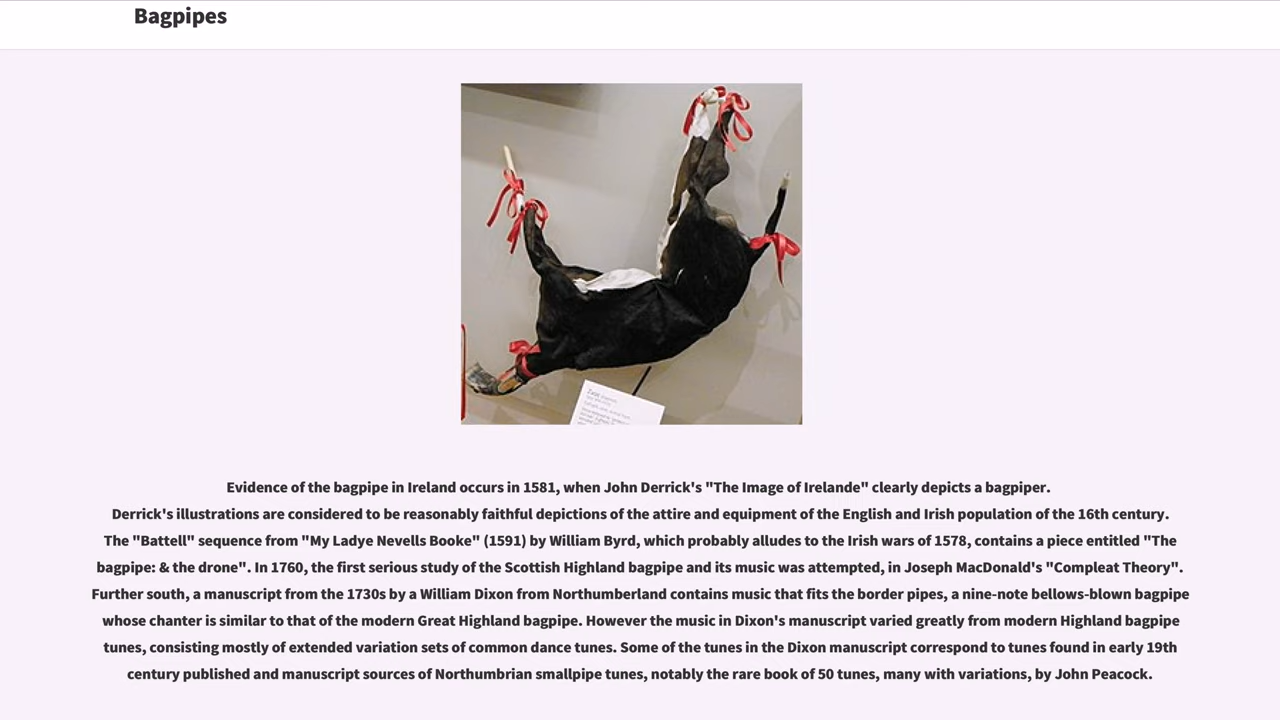 Bagpipes
Evidence of the bagpipe in Ireland occurs in 1581, when John Derrick's "The Image of Irelande" clearly depicts a bagpiper.
Derrick's illustrations are considered to be reasonably faithful depictions of the attire and equipment of the English and Irish population of the 16th century.
The "Battell" sequence from "My Ladye Nevells Booke" (1591) by William Byrd, which probably alludes to the Irish wars of 1578, contains a piece entitled "The
bagpipe: & the drone". In 1760, the first serious study of the Scottish Highland bagpipe and its music was attempted, in Joseph MacDonald's "Compleat Theory".
Further south, a manuscript from the 1730s by a William Dixon from Northumberland contains music that fits the border pipes, a nine-note bellows-blown bagpipe
whose chanter is similar to that of the modern Great Highland bagpipe. However the music in Dixon's manuscript varied greatly from modern Highland bagpipe
tunes, consisting mostly of extended variation sets of common dance tunes. Some of the tunes in the Dixon manuscript correspond to tunes found in early 19th
century published and manuscript sources of Northumbrian smallpipe tunes, notably the rare book of 50 tunes, many with variations, by John Peacock.